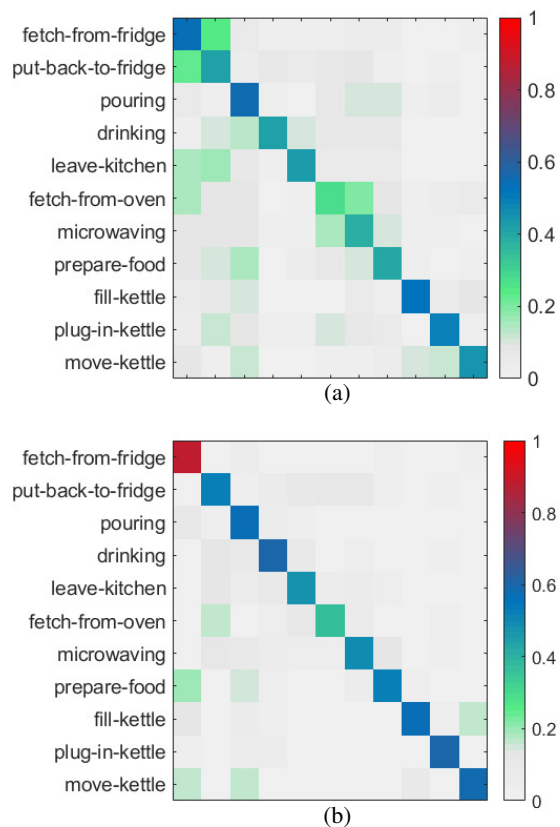 fetch-from-fridge
put-back-to-fridge
pouring
drinking
leave-kitchen
fetch-from-oven
microwaving
prepare-food
fill-kettle
plug-in-kettle
move-kettle
1
0.8
0.6
0.4
0.2
0
(a)
fetch-from-fridge
put-back-to-fridge
pouring
drinking
leave-kitchen
fetch-from-oven
microwaving
prepare-food
fill-kettle
plug-in-kettle
move-kettle
1
0.8
0.6
0.4
0.2
0
(b)